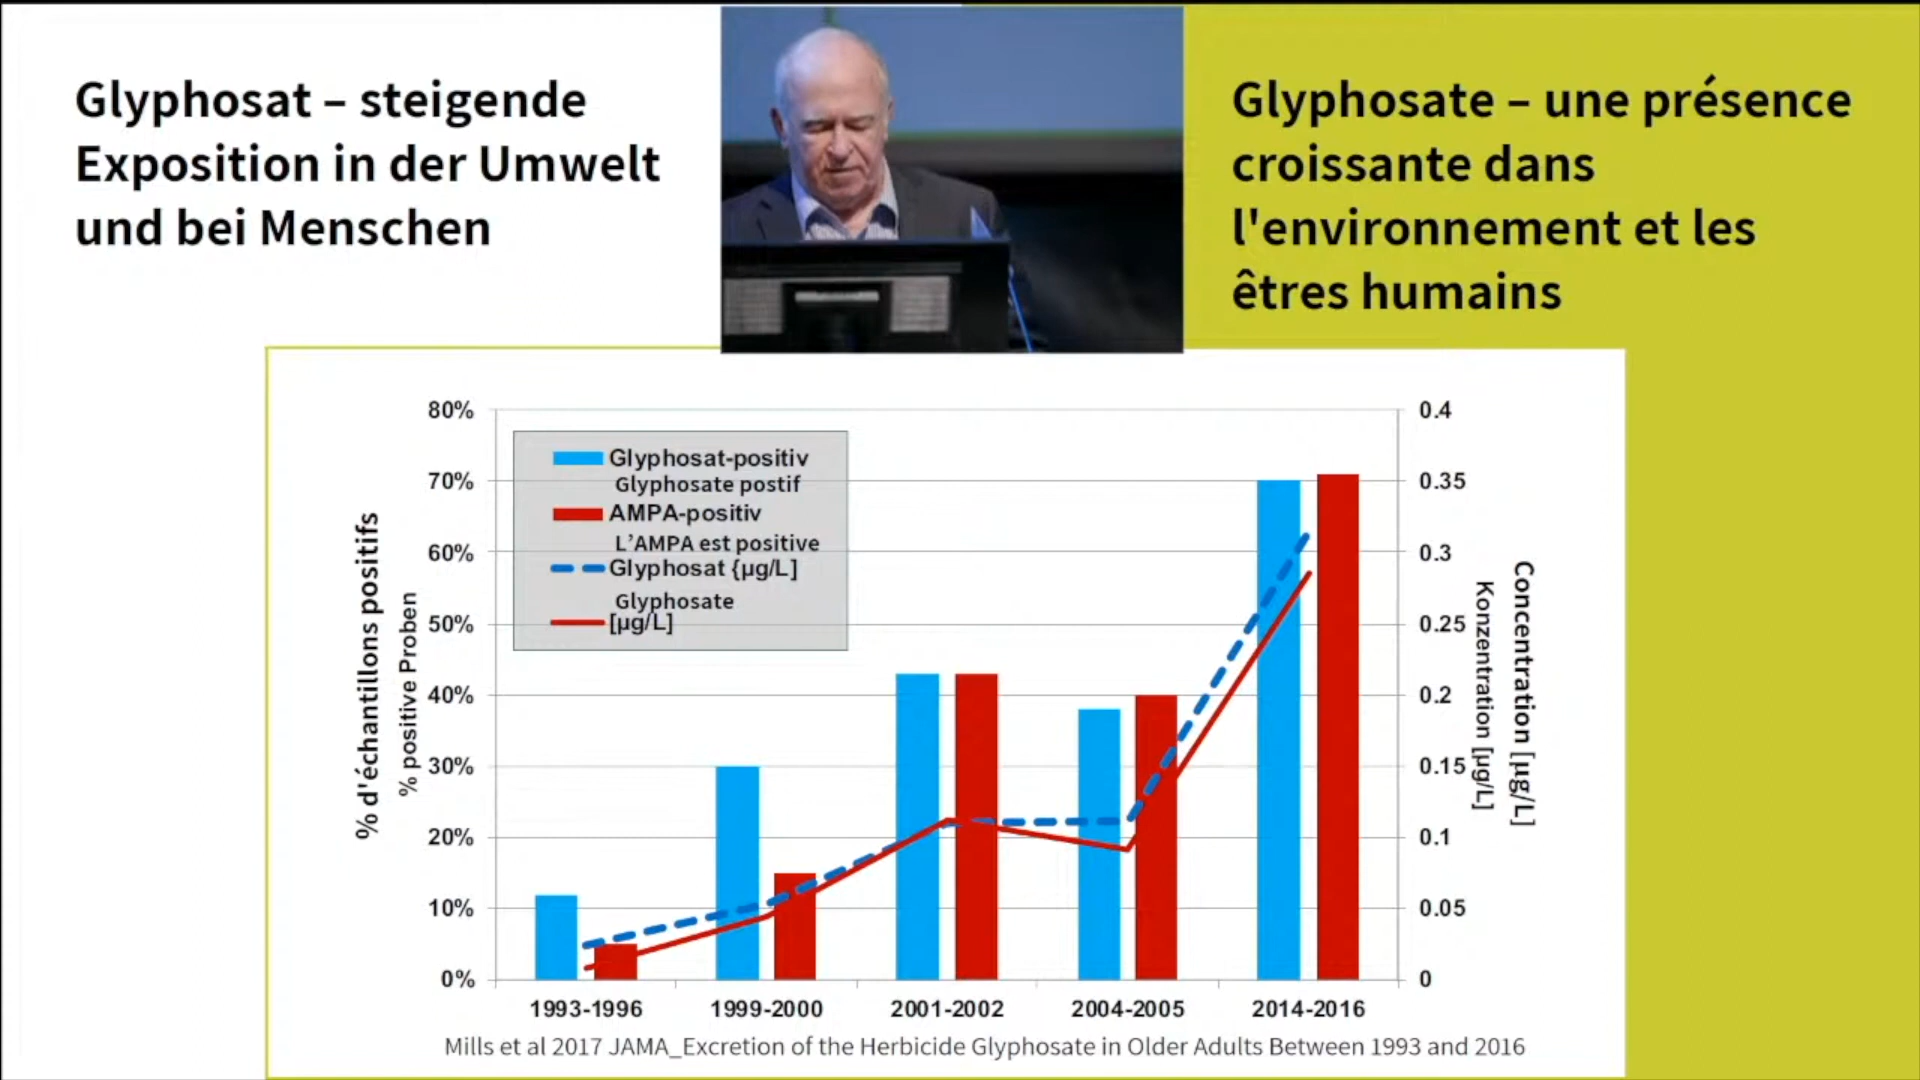 Glyphosat – steigende
Exposition in der Umwelt
und bei Menschen
Glyphosate – une présence
croissante dans
l'environnement et les
êtres humains
% d'échantillons positifs
% positive Proben
80%
70%
60%
50%
40%
30%
20%
10%
0%
Glyphosat-positiv
Glyphosate postif
AMPA-positiv
L’AMPA est positive
Glyphosat {µg/L]
Glyphosate
[µg/L]
0.4
0.35
0.3
0.25
0.2
0.15
0.1
0.05
0
Konzentration [µg/L]
Concentration [µg/L]
1993-1996 1999-2000 2001-2002 2004-2005 2014-2016
Mills et al 2017 JAMA_Excretion of the Herbicide Glyphosate in Older Adults Between 1993 and 2016